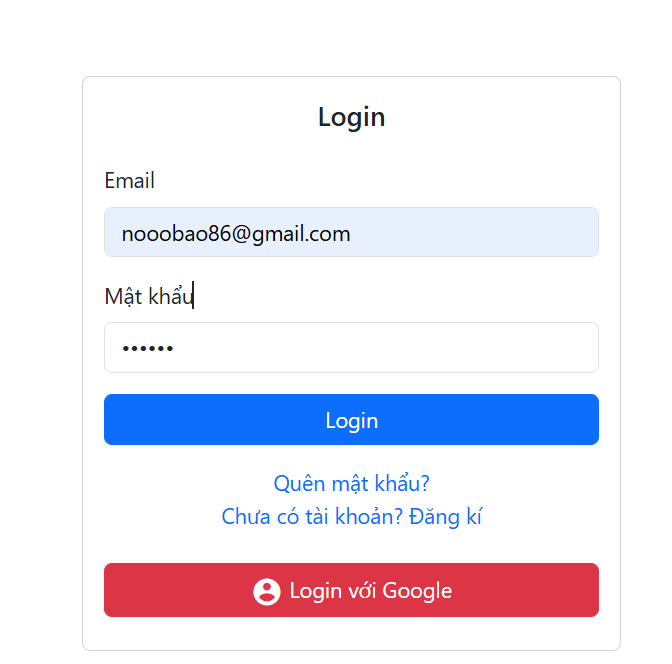 Login
Email
nooobao86@gmail.com
Mật khẩu
••••••
Login
Quên mật khẩu?
Chưa có tài khoản? Đăng kí
Login với Google